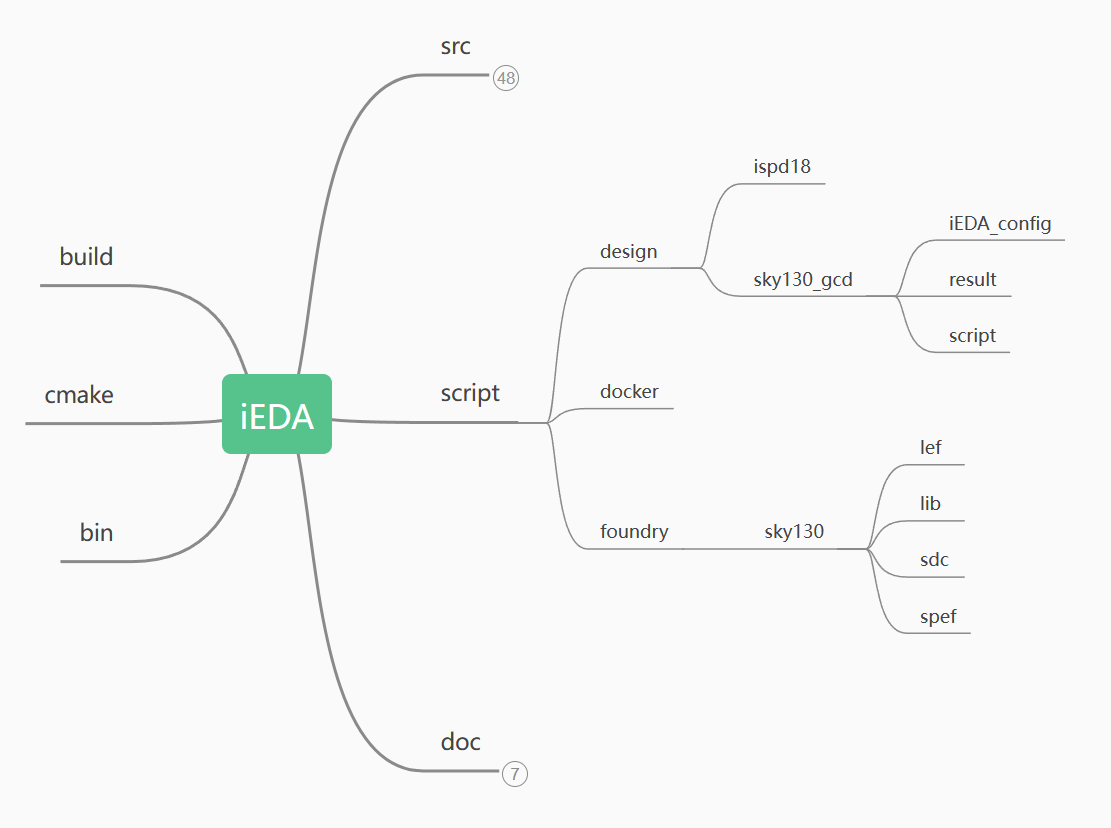 iEDA
src
48
script
design
ispd18
sky130_gcd
iEDA_config
result
script
docker
foundry
sky130
lef
lib
sdc
spef
doc
7
build
cmake
bin